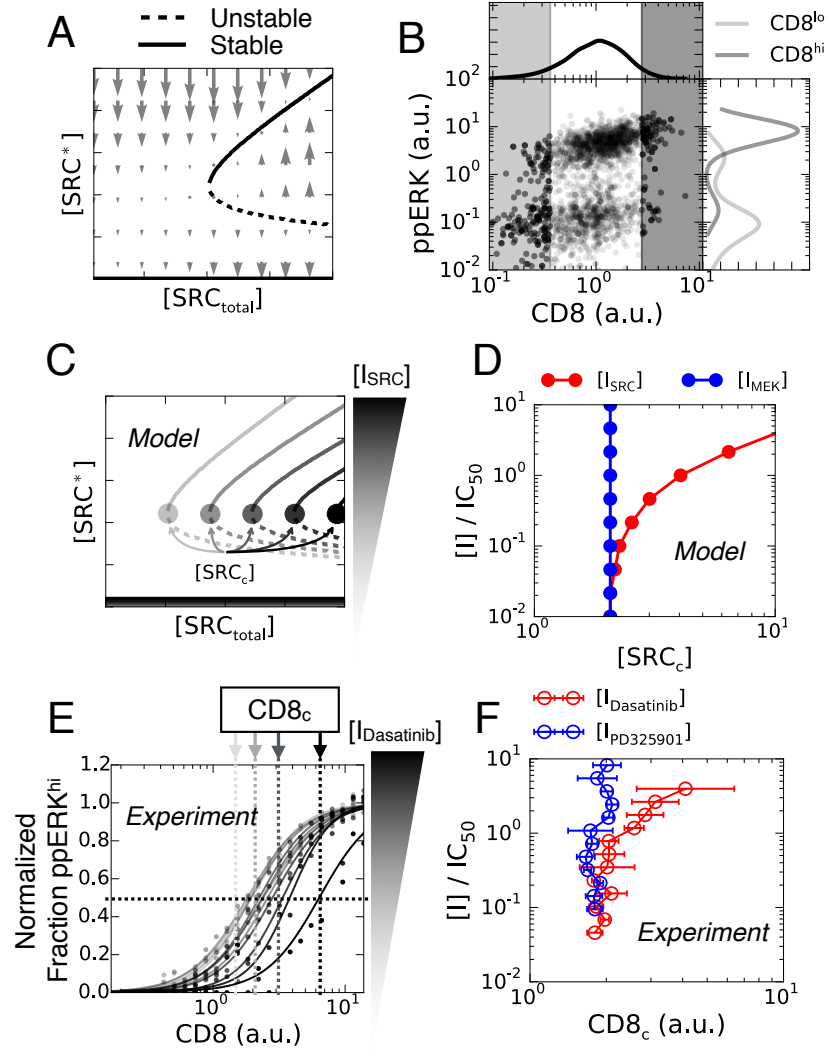 A
Unstable
Stable
[SRC*]
[SRCtotal]
B
CD8lo
CD8hi
ppERK (a.u.)
10²
10¹
10⁰
10⁻¹
10⁻²
10⁻¹ 10⁰ 10¹
CD8 (a.u.)
C
[ISRC]
Model
[SRC*]
[SRCc]
[SRCtotal]
D
[ISRC] [IMEK]
[I] / IC50
10¹
10⁰
10⁻¹
10⁻²
Model
10⁰ 10¹
[SRCc]
E
CD8c
[IDasatinib]
Normalized
Fraction ppERKhi
1.2
1.0
0.8
0.6
0.4
0.2
0.0
Experiment
10⁰ 10¹
CD8 (a.u.)
F
[IDasatinib]
[IPD325901]
[I] / IC50
10¹
10⁰
10⁻¹
10⁻²
Experiment
10⁰ 10¹
CD8c (a.u.)